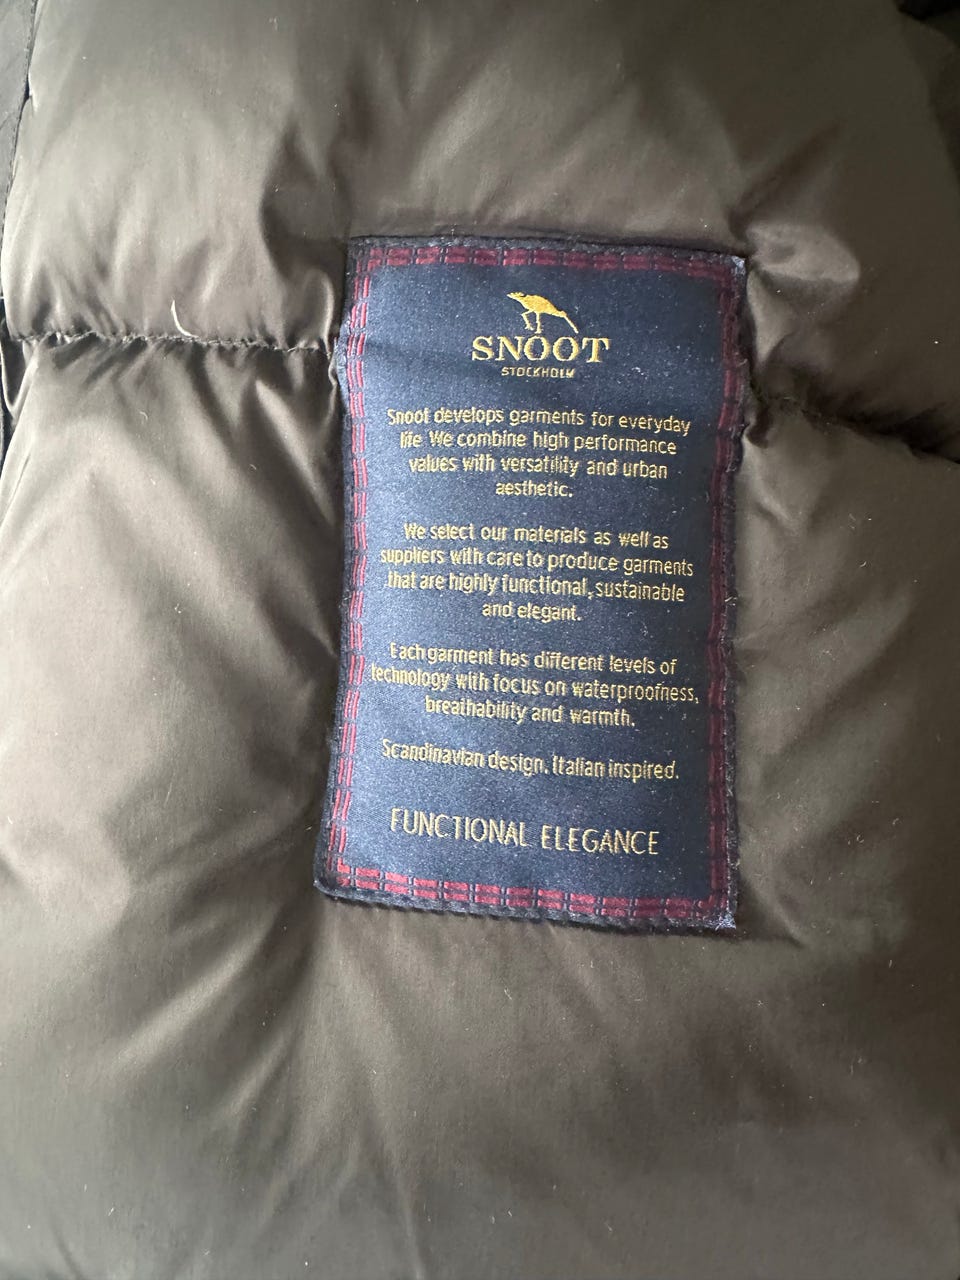 SNOOT
STOCKHOLM
Snoot develops garments for everyday
life. We combine high performance
values with versatility and urban
aesthetic.
We select our materials as well as
suppliers with care to produce garments
that are highly functional, sustainable
and elegant.
Each garment has different levels of
technology with focus on waterproofness,
breathability and warmth.
Scandinavian design. Italian inspired.
FUNCTIONAL ELEGANCE